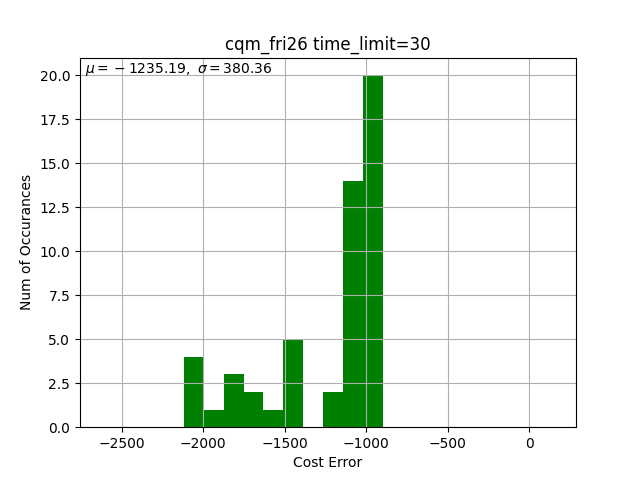 cqm_fri26 time_limit=30
μ = −1235.19, σ = 380.36
20.0
17.5
15.0
12.5
10.0
7.5
5.0
2.5
0.0
Num of Occurances
−2500 −2000 −1500 −1000 −500 0
Cost Error